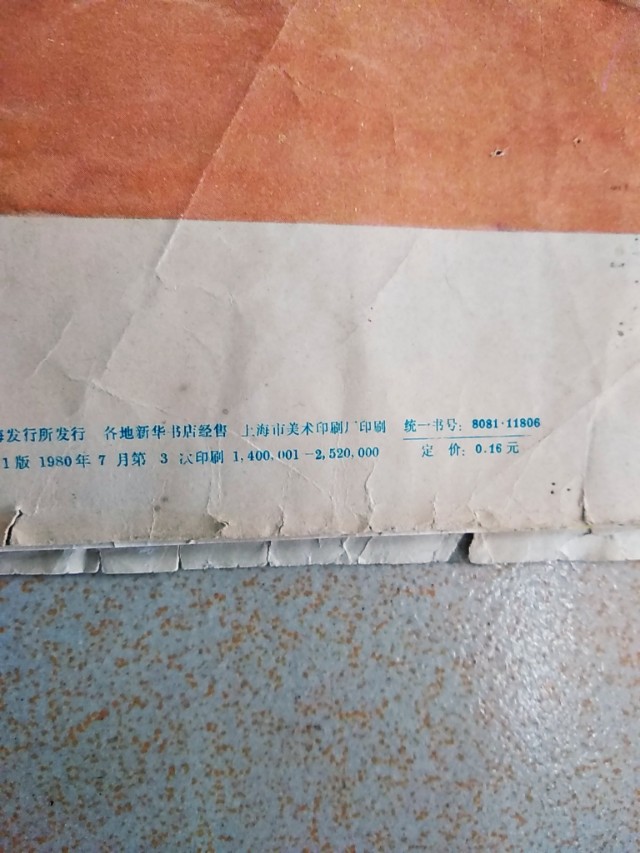 海发行所发行 各地新华书店经售 上海市美术印刷厂印刷 统一书号: 8081·11806
1版 1980年7月第 3 次印刷 1,400,001-2,520,000 定 价: 0.16元